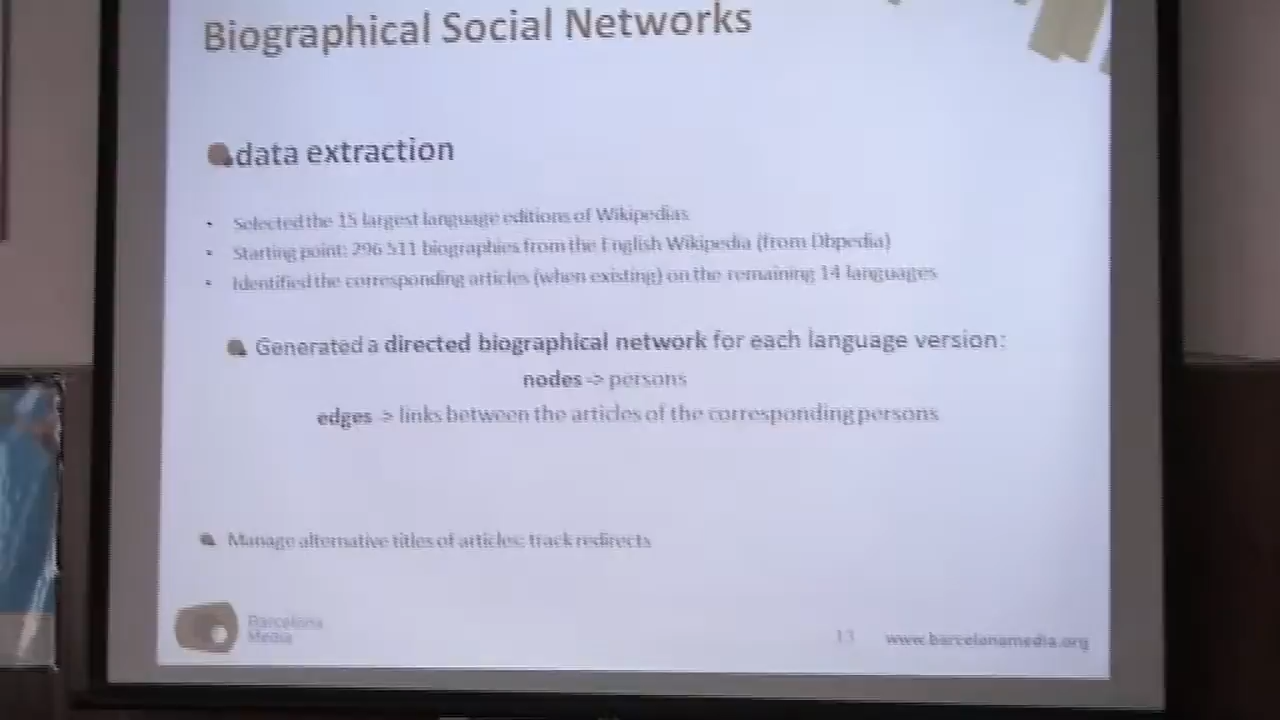 Biographical Social Networks
data extraction
• Selected the 15 largest language editions of Wikipedias
• Starting point: 296 511 biographies from the English Wikipedia (from Dbpedia)
• Identified the corresponding articles (when existing) on the remaining 14 languages
Generated a directed biographical network for each language version:
nodes -> persons
edges > links between the articles of the corresponding persons
Manage alternative titles of articles: track redirects
Barcelona
Media
13 www.barcelonamedia.org